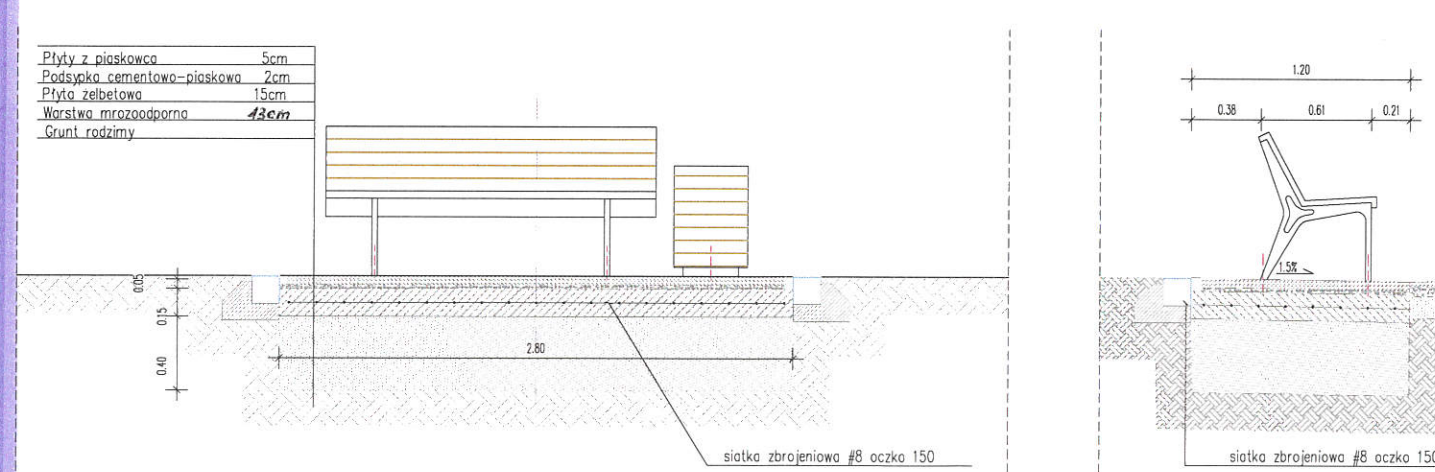 Płyty z piaskowca 5cm
Podsypka cementowo-piaskowa 2cm
Płyta żelbetowa 15cm
Warstwa mrozoodporna 43cm
Grunt rodzimy
0.05
0.15
0.40
2.80
siatka zbrojeniowa #8 oczko 150
1.20
0.38 0.61 0.21
1.5%
siatka zbrojeniowa #8 oczko 150